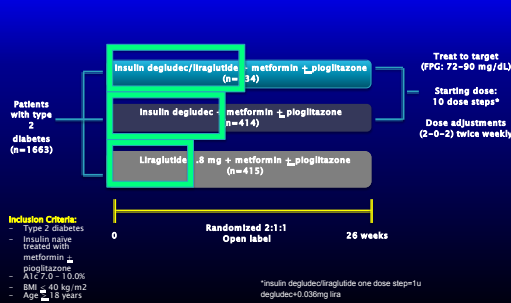 Insulin degludec/liraglutide + metformin + pioglitazone
34)
Treat to target
(FPG: 72-90 mg/dL)
Starting dose:
10 dose steps*
Dose adjustments
(2-0-2) twice weekly
Patients
with type
2
diabetes
(n=1663)
Insulin degludec + metformin + pioglitazone
n=414)
Liraglutide .8 mg + metformin + pioglitazone
(n=415)
0
Randomized 2:1:1
Open label
26 weeks
Inclusion Criteria:
- Type 2 diabetes
- Insulin naive
treated with
metformin ±
pioglitazone
- A1c 7.0 - 10.0%
- BMI ≤ 40 kg/m2
- Age ≥ 18 years
*insulin degludec/liraglutide one dose step=1u
degludec+0.036mg lira